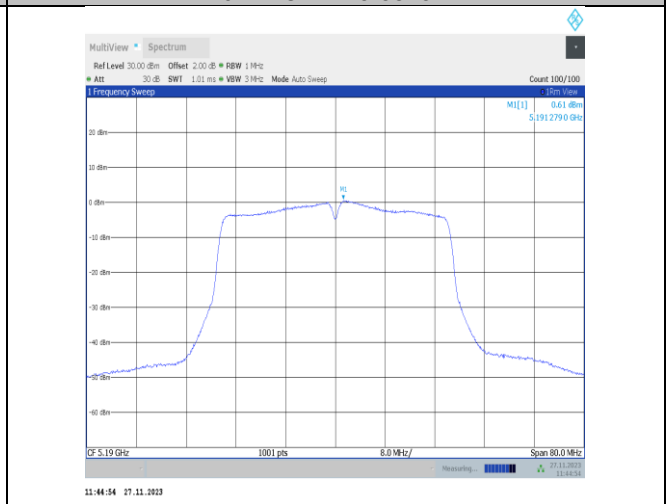 MultiView Spectrum
Ref Level 30.00 dBm Offset 2.00 dB RBW 1 MHz
Att 30 dB SWT 1.01 ms VBW 3 MHz Mode Auto Sweep Count 100/100
1 Frequency Sweep 1Rm View
M1[1] 0.61 dBm
5.1912790 GHz
20 dBm
10 dBm
M1
0 dBm
-10 dBm
-20 dBm
-30 dBm
-40 dBm
-50 dBm
-60 dBm
CF 5.19 GHz 1001 pts 8.0 MHz/ Span 80.0 MHz
Measuring... 27.11.2023
11:44:54
11:44:54 27.11.2023